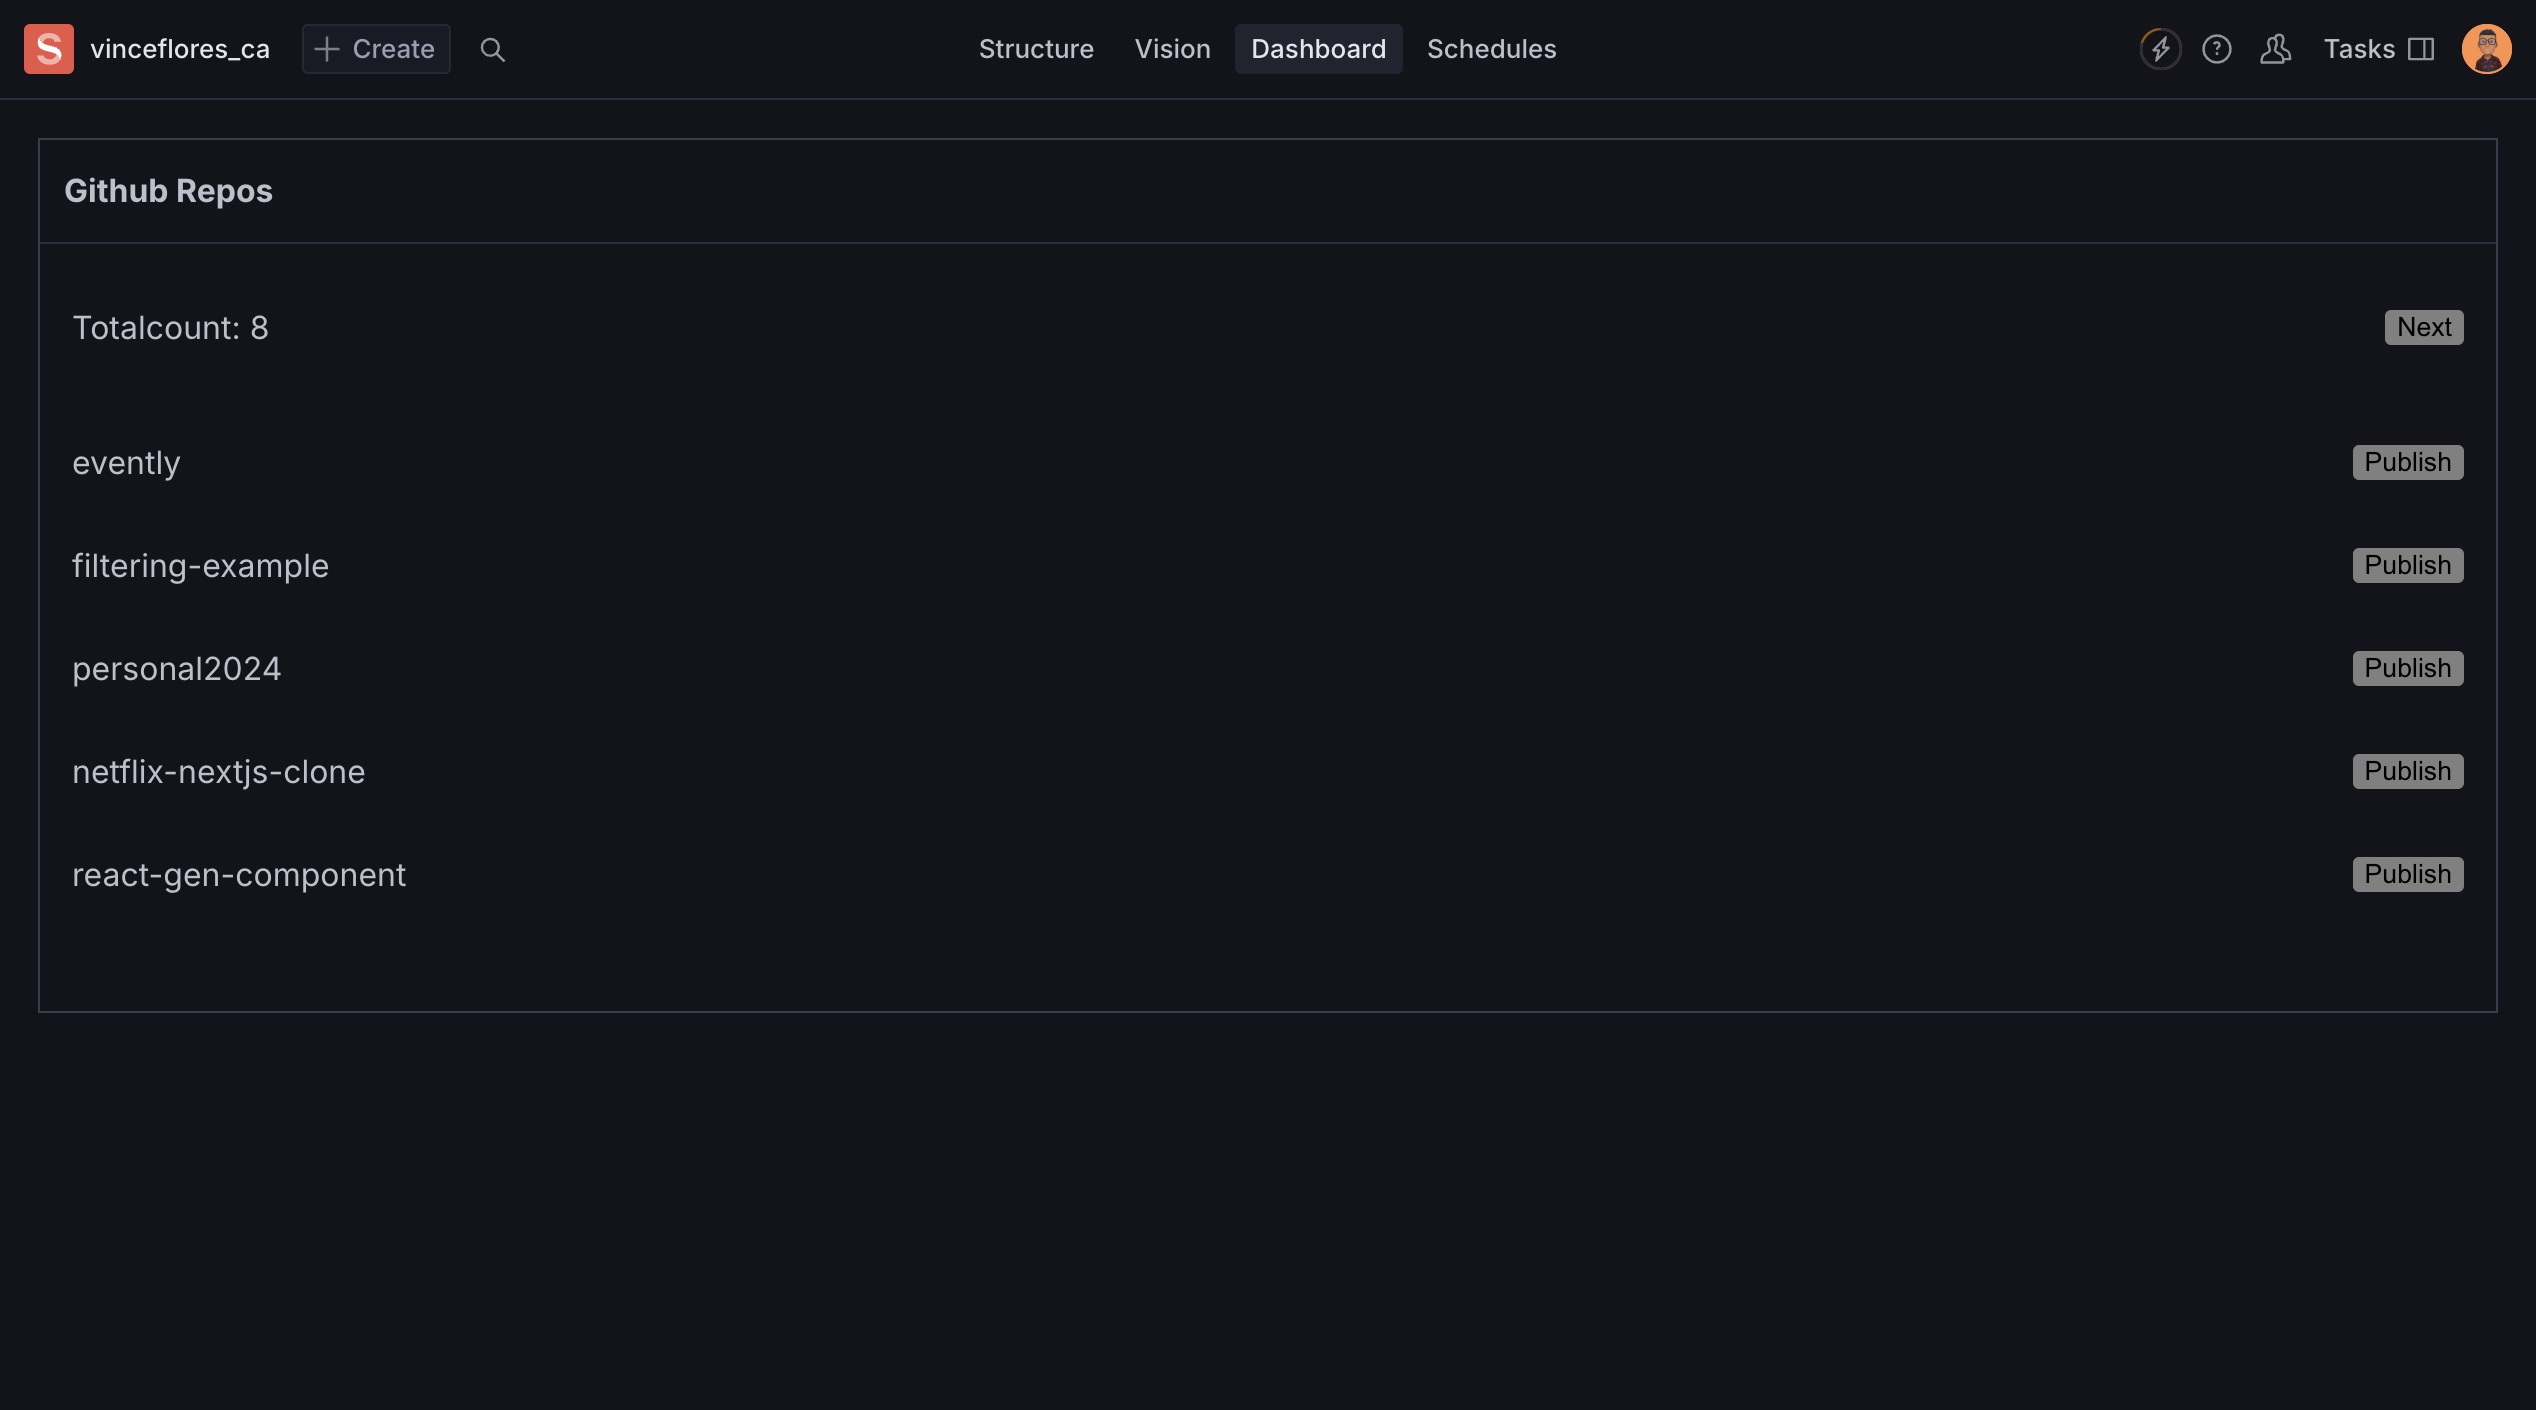 S vinceflores_ca + Create Structure Vision Dashboard Schedules ? Tasks
Github Repos
Totalcount: 8 Next
evently Publish
filtering-example Publish
personal2024 Publish
netflix-nextjs-clone Publish
react-gen-component Publish